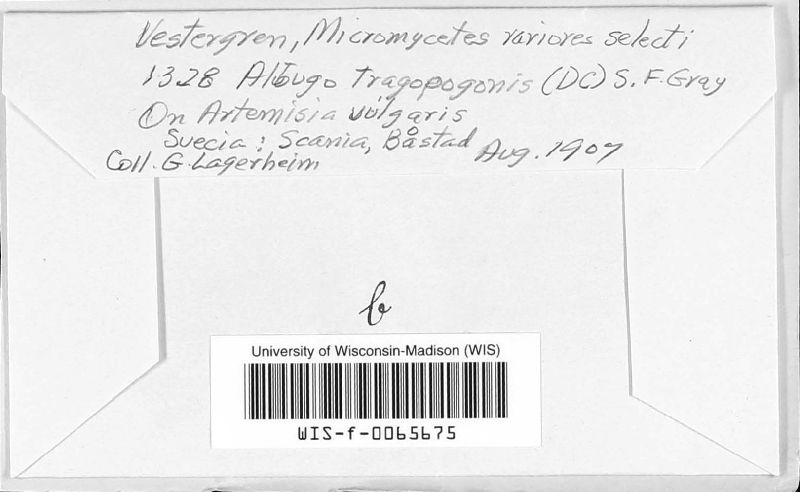 Vestergren, Micromycetes rariores selecti
1328 Albugo tragopogonis (DC) S. F. Gray
On Artemisia vulgaris
Suecia: Scania, Båstad Aug. 1907
Coll. G. Lagerheim
b
University of Wisconsin-Madison (WIS)
WIS-f-0065675